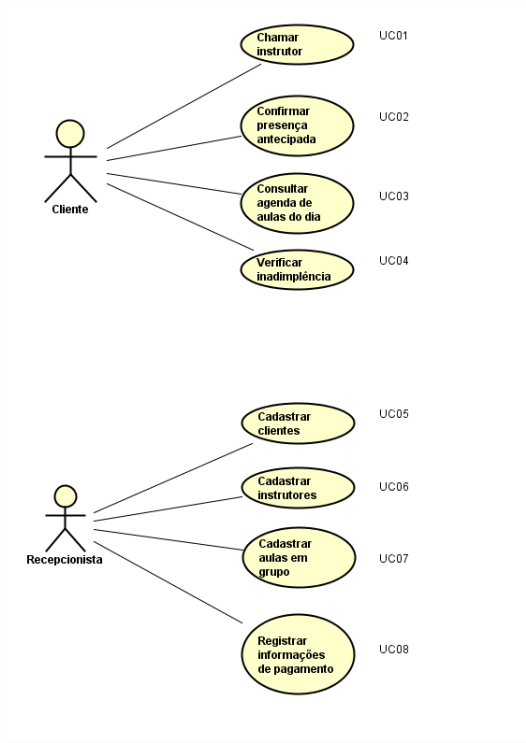 Chamar
instrutor
UC01
Confirmar
presença
antecipada
UC02
Consultar
agenda de
aulas do dia
UC03
Verificar
inadimplência
UC04
Cliente
Cadastrar
clientes
UC05
Cadastrar
instrutores
UC06
Cadastrar
aulas em
grupo
UC07
Registrar
informações
de pagamento
UC08
Recepcionista